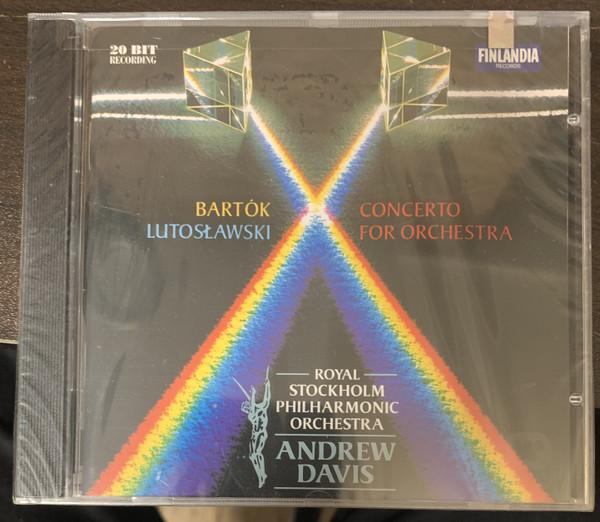 20 BIT
RECORDING
FINLANDIA
RECORDS
BARTÓK
LUTOSŁAWSKI
CONCERTO
FOR ORCHESTRA
ROYAL
STOCKHOLM
PHILHARMONIC
ORCHESTRA
ANDREW
DAVIS